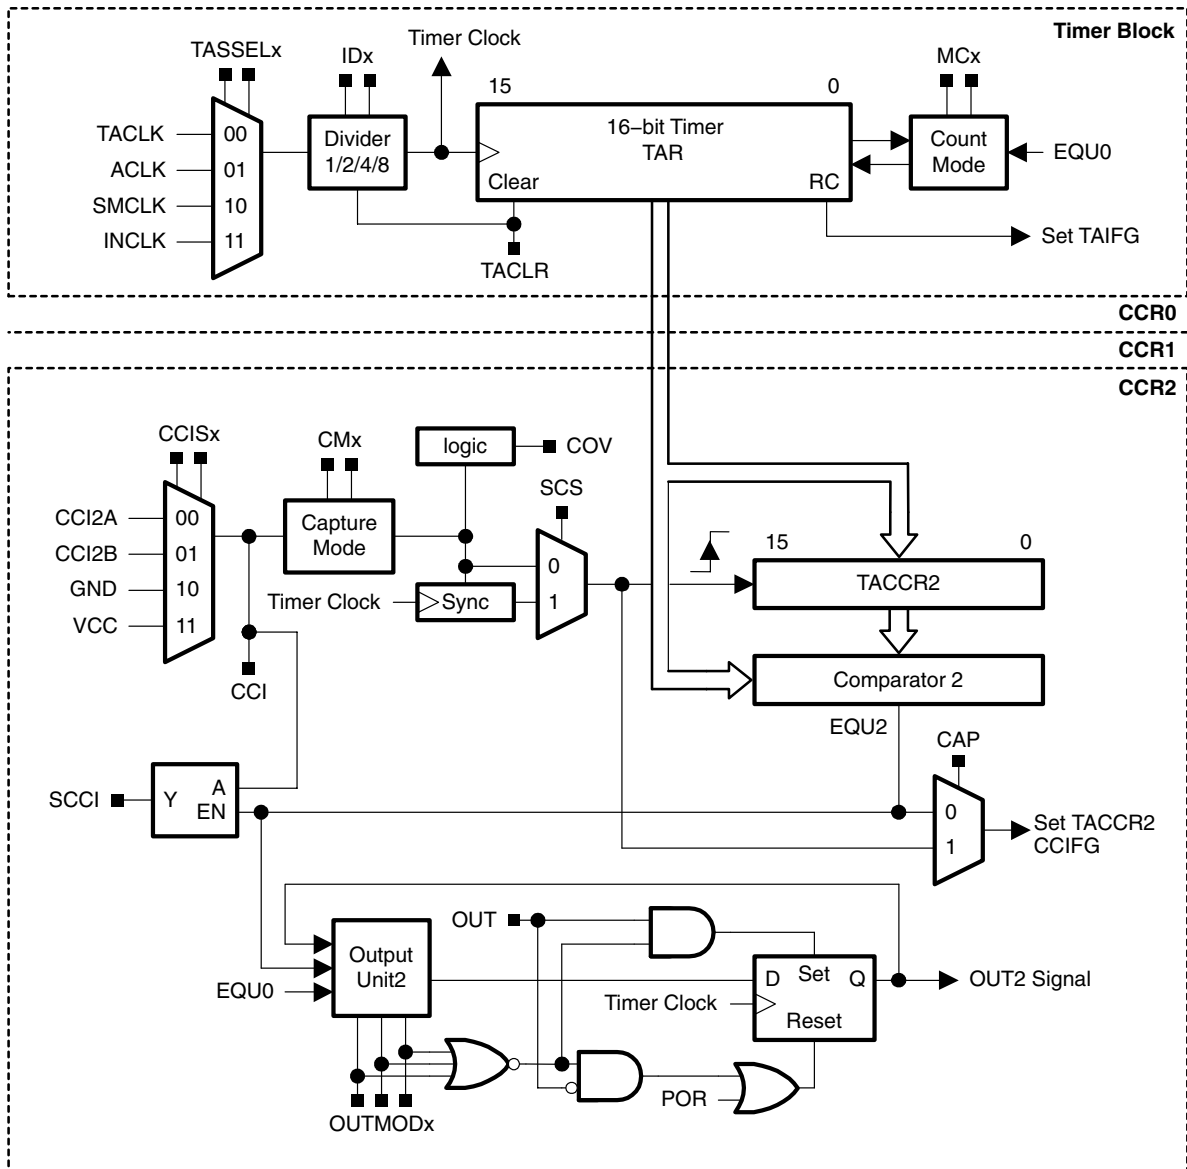 Timer Block
Timer Clock
TASSELx
IDx
MCx
15
0
TACLK
ACLK
SMCLK
INCLK
00
01
10
11
Divider
1/2/4/8
16−bit Timer
TAR
Clear
RC
Count
Mode
EQU0
Set TAIFG
TACLR
CCR0
CCR1
CCR2
CCISx
CMx
logic
COV
SCS
CCI2A
CCI2B
GND
VCC
00
01
10
11
Capture
Mode
0
1
15
0
TACCR2
Timer Clock
Sync
CCI
Comparator 2
EQU2
CAP
SCCI
Y
A
EN
0
1
Set TACCR2
CCIFG
OUT
Output
Unit2
EQU0
D
Set
Q
OUT2 Signal
Timer Clock
Reset
POR
OUTMODx